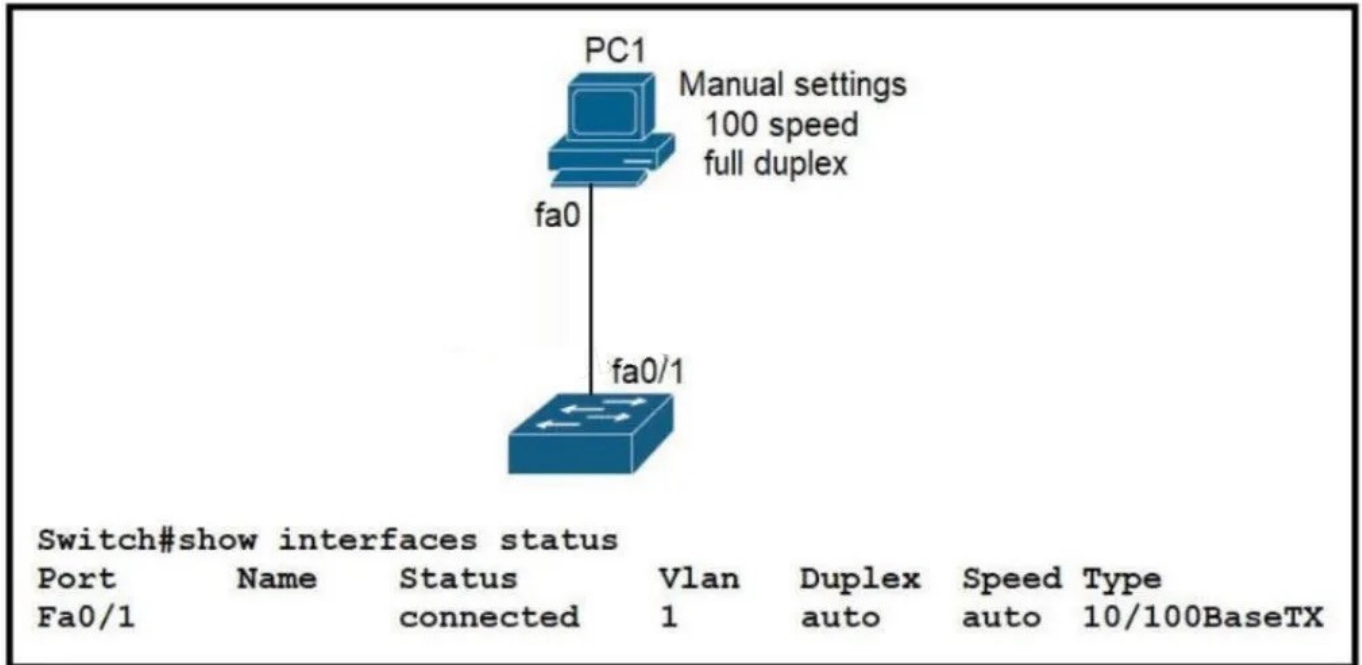 PC1
Manual settings
100 speed
full duplex
fa0
fa0/1
Switch#show interfaces status
Port Name Status Vlan Duplex Speed Type
Fa0/1 connected 1 auto auto 10/100BaseTX